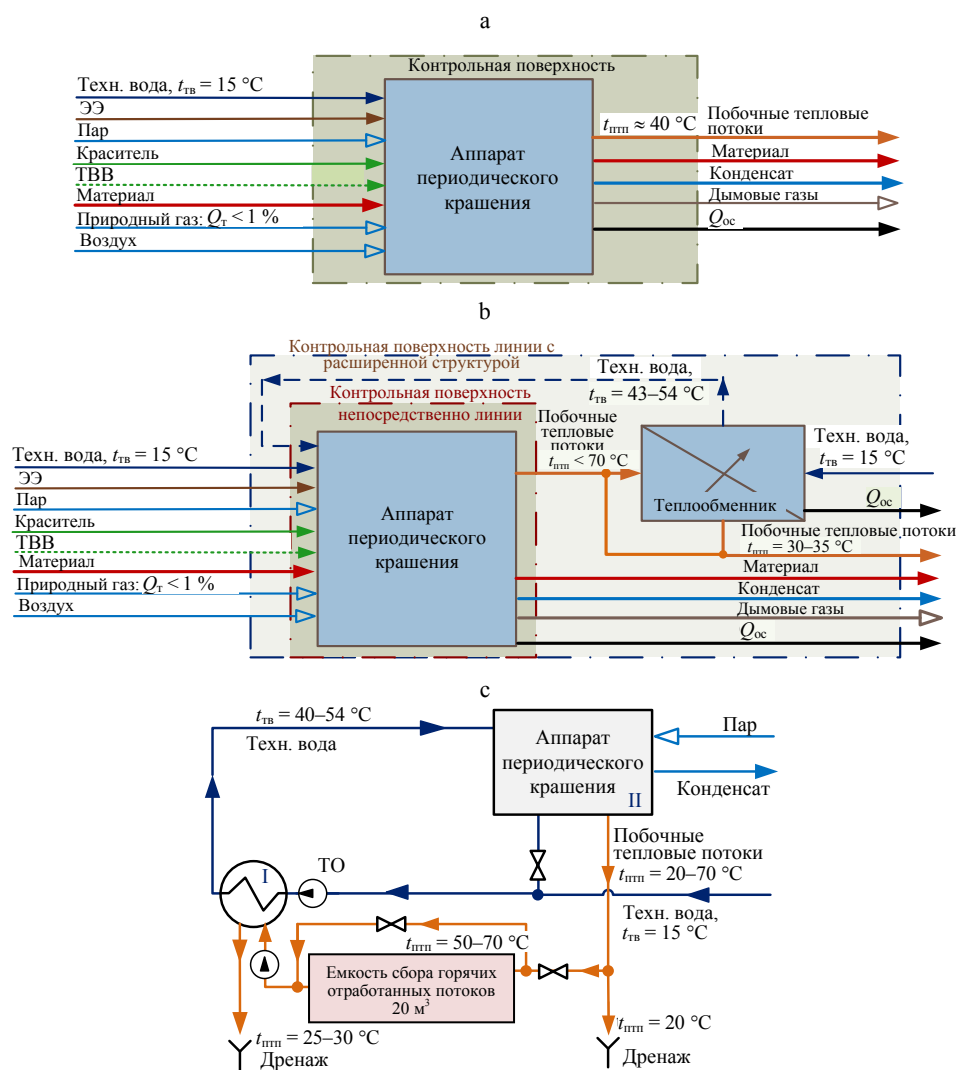 a
Контрольная поверхность
Техн. вода, tтв = 15 °C
ЭЭ
Пар
Краситель
ТВВ
Материал
Природный газ: Qт < 1 %
Воздух
Аппарат
периодического
крашения
tптп ≈ 40 °C
Побочные тепловые
потоки
Материал
Конденсат
Дымовые газы
Qос
b
Контрольная поверхность линии с
расширенной структурой
Контрольная поверхность
непосредственно линии
Техн. вода,
tтв = 43–54 °C
Техн. вода, tтв = 15 °C
ЭЭ
Пар
Краситель
ТВВ
Материал
Природный газ: Qт < 1 %
Воздух
Аппарат
периодического
крашения
Побочные
тепловые
потоки
tптп < 70 °C
Теплообменник
Техн. вода,
tтв = 15 °C
Qос
Побочные тепловые потоки
tптп = 30–35 °C
Материал
Конденсат
Дымовые газы
Qос
c
tтв = 40–54 °C
Техн. вода
Аппарат
периодического
крашения
II
Пар
Конденсат
Побочные
тепловые потоки
tптп = 20–70 °C
I
ТО
Техн. вода,
tтв = 15 °C
tптп = 50–70 °C
Емкость сбора горячих
отработанных потоков
20 м³
tптп = 25–30 °C
Дренаж
tптп = 20 °C
Дренаж